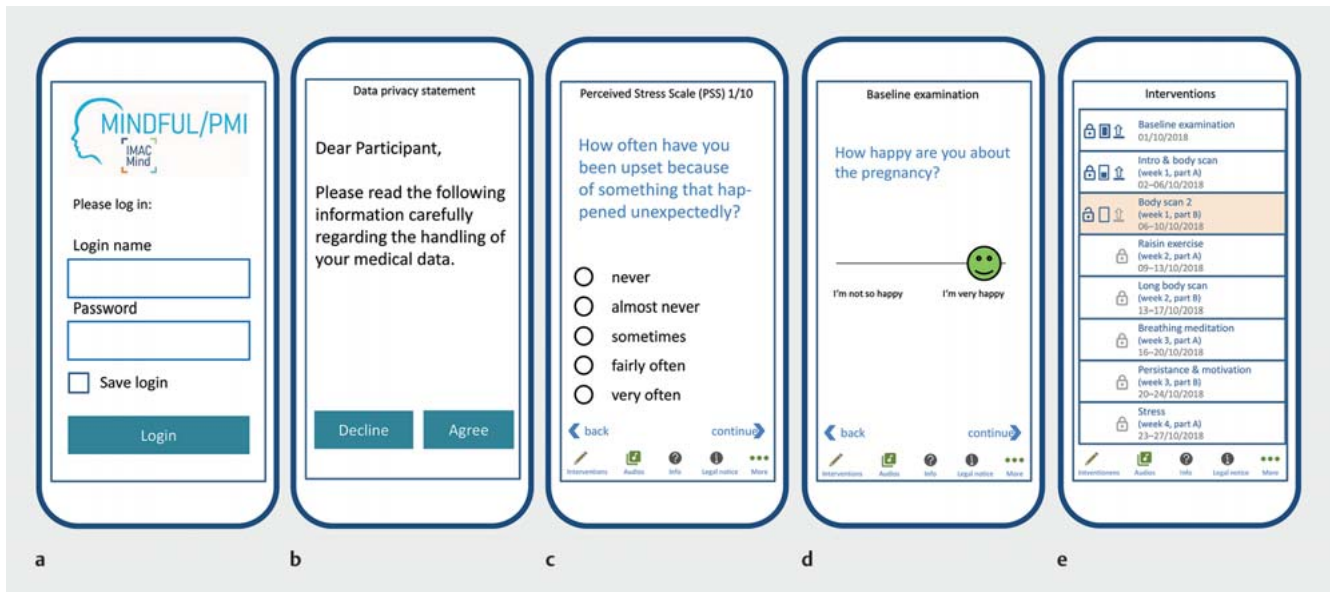 MINDFUL/PMI
IMAC
Mind
Please log in:
Login name
Password
Save login
Login
a
Data privacy statement
Dear Participant,
Please read the following
information carefully
regarding the handling of
your medical data.
Decline
Agree
b
Perceived Stress Scale (PSS) 1/10
How often have you
been upset because
of something that hap-
pened unexpectedly?
never
almost never
sometimes
fairly often
very often
back
continue
Interventions
Audios
Info
Legal notice
More
c
Baseline examination
How happy are you about
the pregnancy?
I'm not so happy
I'm very happy
back
continue
Interventions
Audios
Info
Legal notice
More
d
Interventions
Baseline examination
01/10/2018
Intro & body scan
(week 1, part A)
02–06/10/2018
Body scan 2
(week 1, part B)
06–10/10/2018
Raisin exercise
(week 2, part A)
09–13/10/2018
Long body scan
(week 2, part B)
13–17/10/2018
Breathing meditation
(week 3, part A)
16–20/10/2018
Persistance & motivation
(week 3, part B)
20–24/10/2018
Stress
(week 4, part A)
23–27/10/2018
Audios
Info
Legal notice
More
e